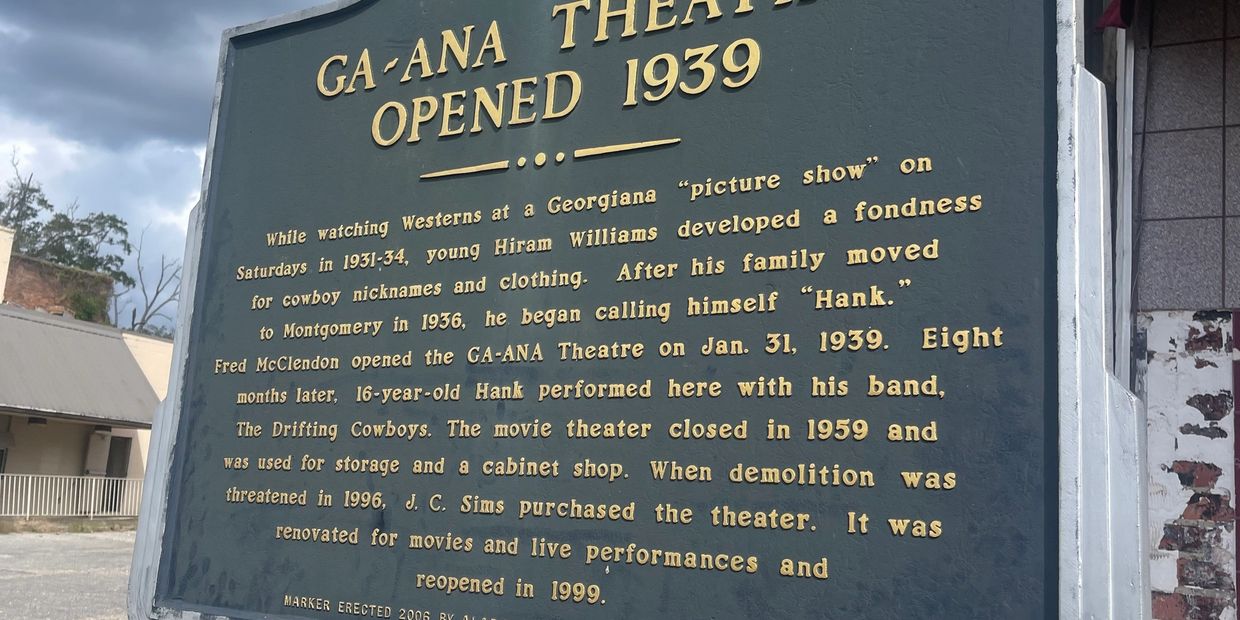 GA-ANA THEATRE
OPENED 1939
While watching Westerns at a Georgiana “picture show” on
Saturdays in 1931-34, young Hiram Williams developed a fondness
for cowboy nicknames and clothing. After his family moved
to Montgomery in 1936, he began calling himself “Hank.”
Fred McClendon opened the GA-ANA Theatre on Jan. 31, 1939. Eight
months later, 16-year-old Hank performed here with his band,
The Drifting Cowboys. The movie theater closed in 1959 and
was used for storage and a cabinet shop. When demolition was
threatened in 1996, J. C. Sims purchased the theater. It was
renovated for movies and live performances and
reopened in 1999.
MARKER ERECTED 2006 BY